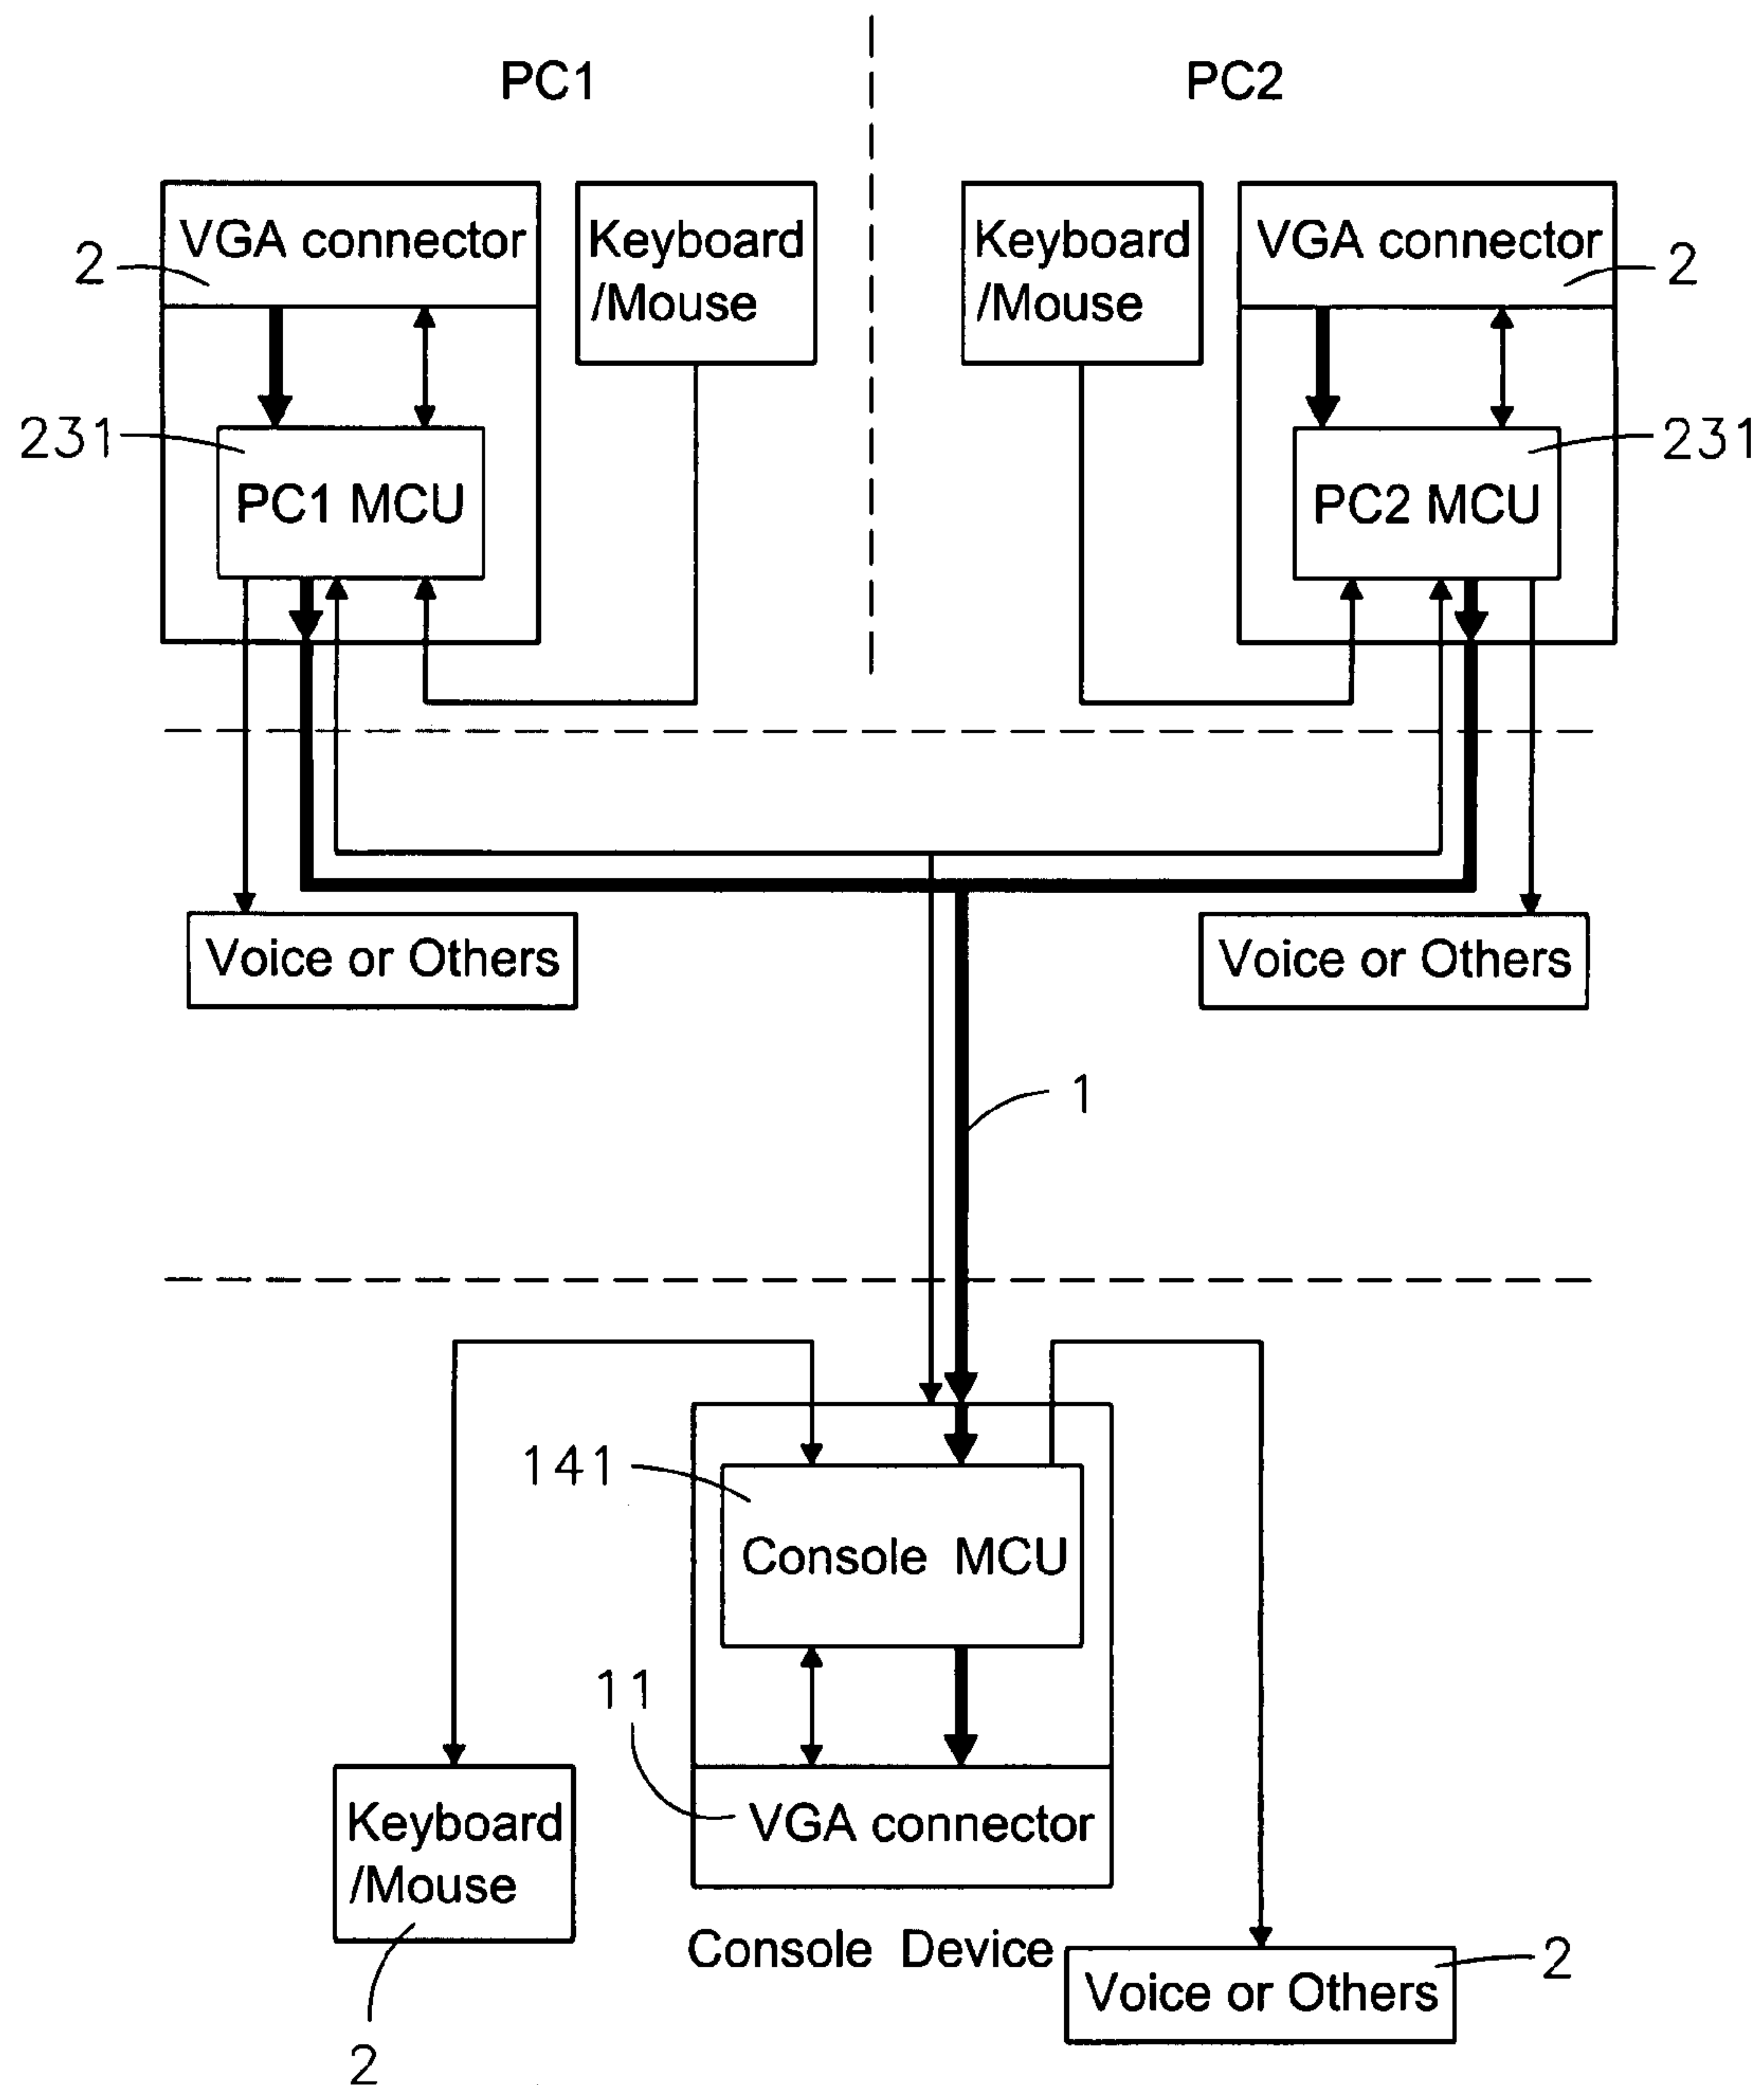 PC1
PC2
VGA connector
Keyboard
/Mouse
Keyboard
/Mouse
VGA connector
2
2
231
231
PC1 MCU
PC2 MCU
Voice or Others
Voice or Others
1
141
Console MCU
11
VGA connector
Keyboard
/Mouse
Console Device
2
Voice or Others
2